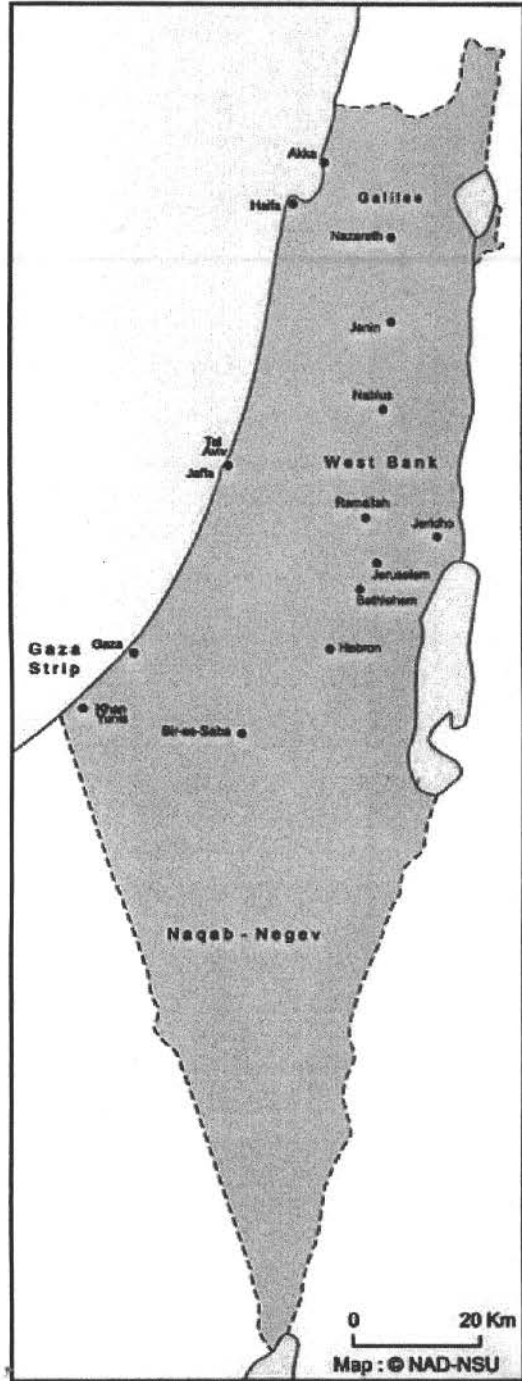 Akka
Galilee
Haifa
Nazareth
Jenin
Nablus
Tel
Aviv
Jaffa
West Bank
Ramallah
Jericho
Jerusalem
Bethlehem
Gaza
Strip
Gaza
Hebron
Khan
Yunis
Bir-es-Saba
Naqab - Negev
0 20 Km
Map : © NAD-NSU